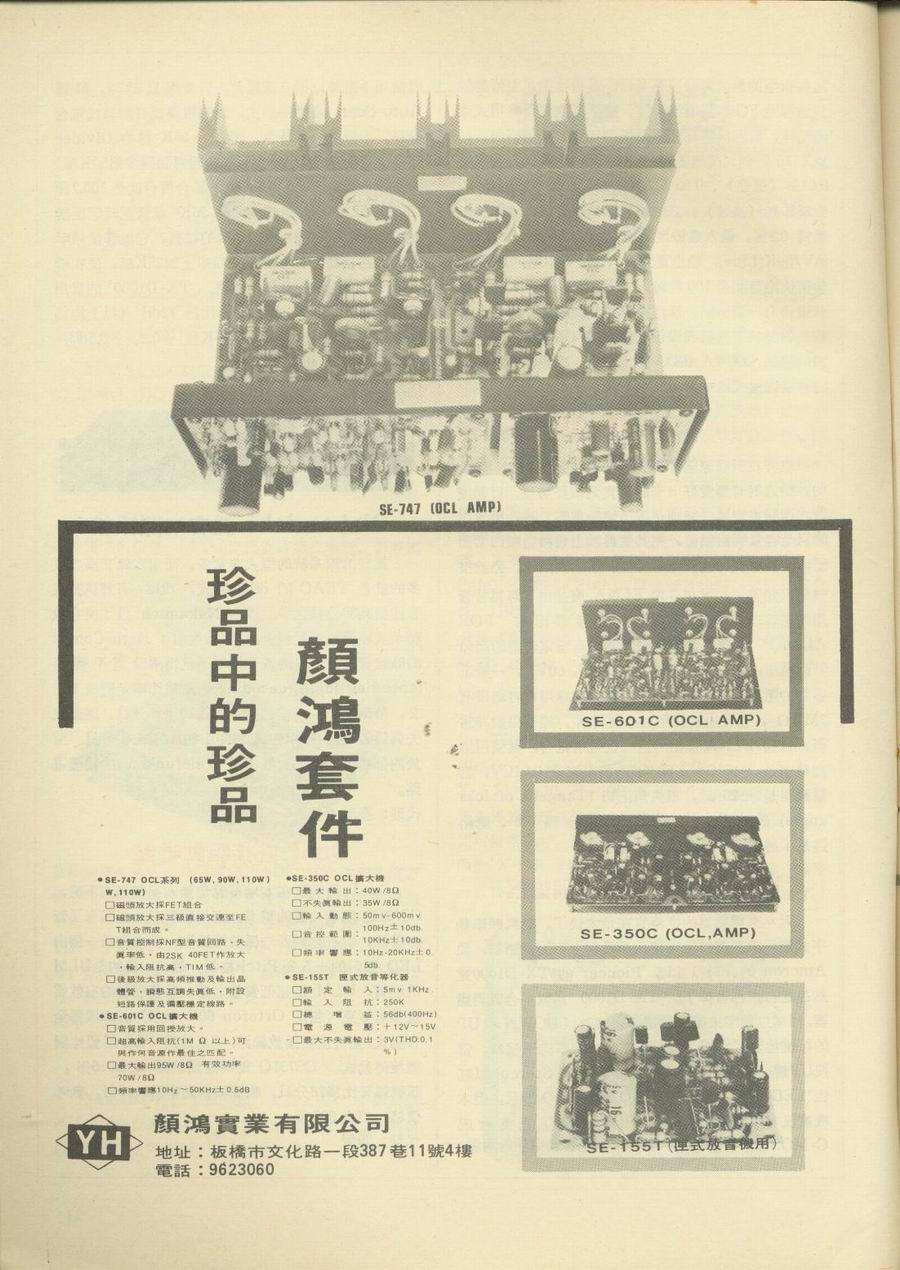 SE-747 (OCL AMP)
顏鴻套件
珍品中的珍品
SE-601C (OCL AMP)
SE-350C (OCL,AMP)
SE-155T(匣式放音機用)
●SE-747 OCL系列 (65W, 90W, 110W)
W, 110W)
□磁頭放大採FET組合
□磁頭放大採三級直接交連至FE
T組合而成。
□音質控制採NF型音質回路,失
眞率低,由2SK 40FET作放大
,輸入阻抗高,TIM低。
□後級放大採高頻推動及輸出晶
體管,瞬態互調失眞低,附設
短路保護及溫壓穩定線路。
●SE-601C OCL擴大機
□音質採用回授放大。
□超高輸入阻抗(1M Ω 以上)可
與作何音源作最佳之匹配。
□最大輸出95W/8Ω 有效功率
70W/8Ω
□頻率響應10Hz~50KHz±0.5dB
●SE-350C OCL擴大機
□最大輸出:40W/8Ω
□不失眞輸出:35W/8Ω
□輸入動態:50mv-600mv
□音控範圍:100Hz±10db.
10KHz±10db.
□頻率響應:10Hz-20KHz±0.
5db.
●SE-155T 匣式放音等化器
□額定輸入:5mv 1KHz
□輸入阻抗:250K
□總增益:56db(400Hz)
□電源電壓:+12V~15V
□最大不失眞輸出:3V(THD:0.1
%)
YH
顏鴻實業有限公司
地址:板橋市文化路一段387巷11號4樓
電話:9623060